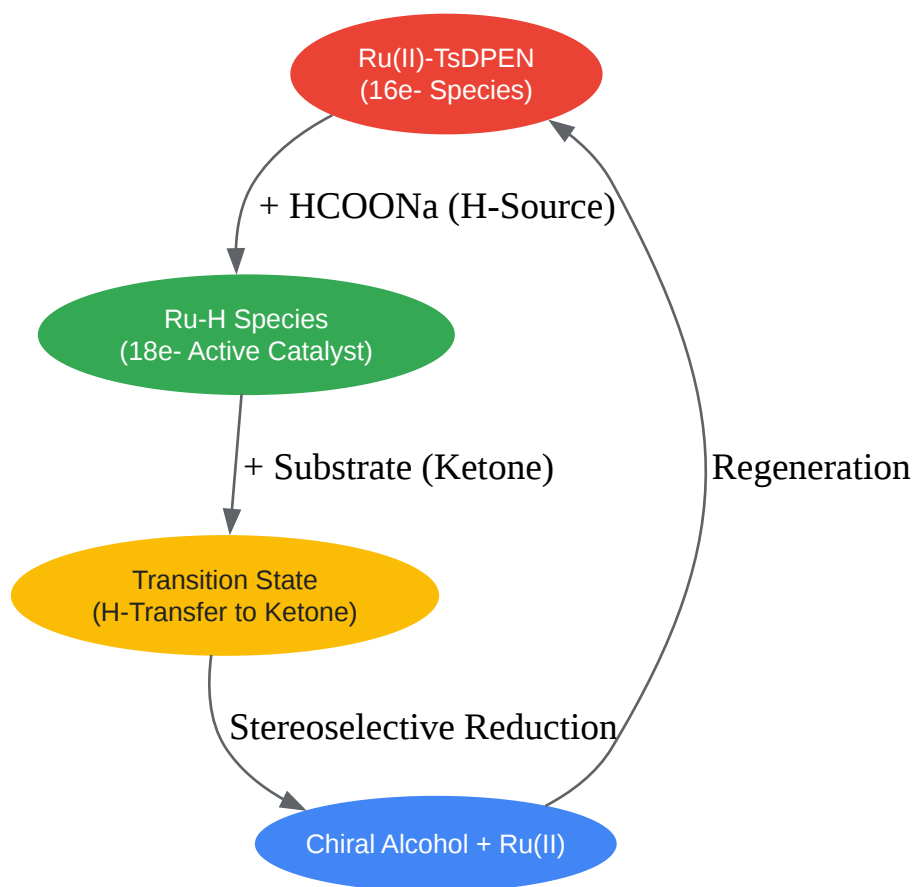 Ru(II)-TsDPEN
(16e- Species)
+ HCOONa (H-Source)
Ru-H Species
(18e- Active Catalyst)
+ Substrate (Ketone)
Regeneration
Transition State
(H-Transfer to Ketone)
Stereoselective Reduction
Chiral Alcohol + Ru(II)